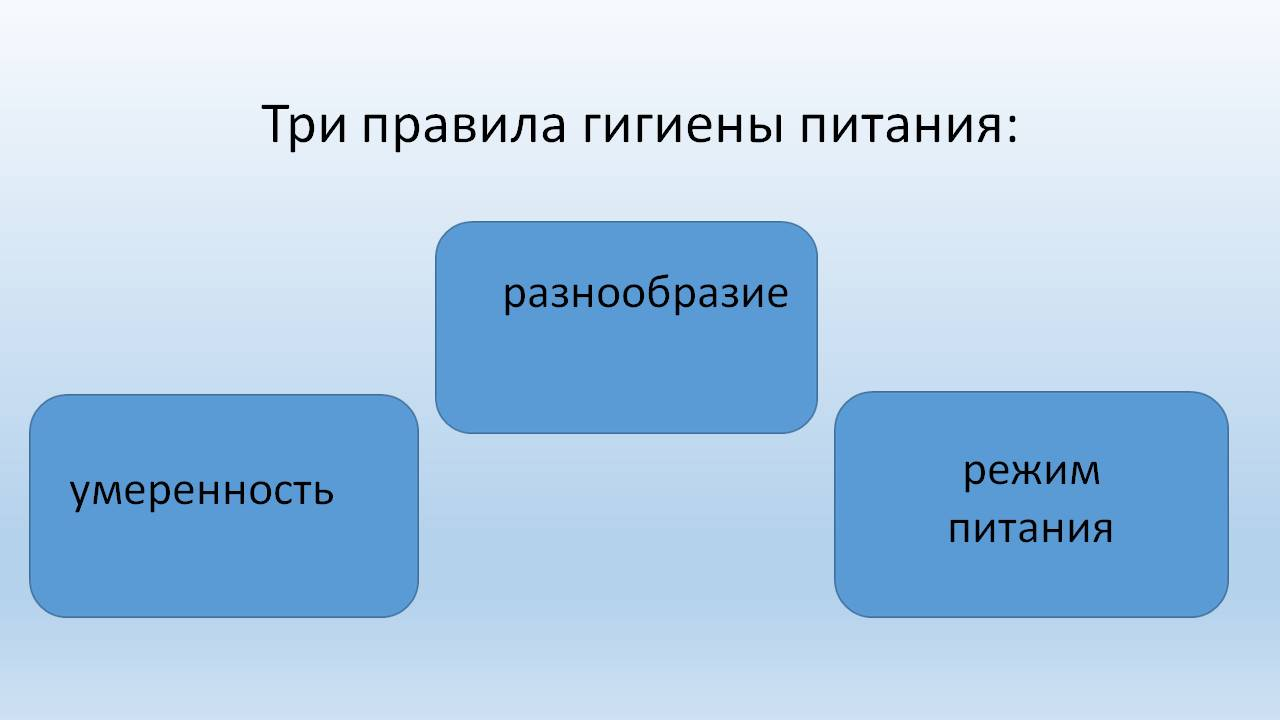 Три правила гигиены питания:
разнообразие
умеренность
режим
питания